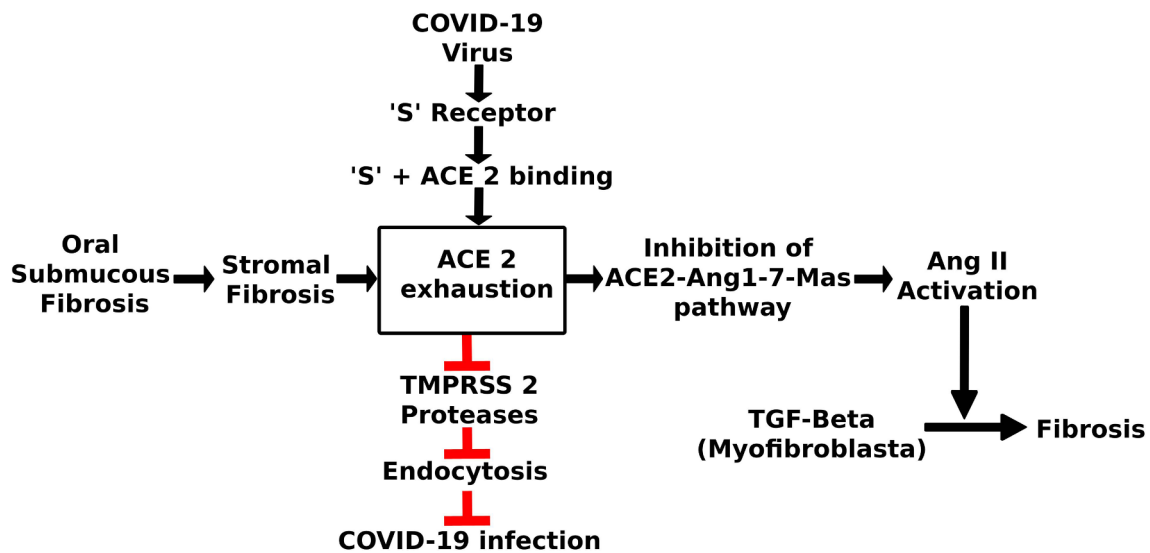 COVID-19
Virus
'S' Receptor
'S' + ACE 2 binding
Oral
Submucous
Fibrosis
Stromal
Fibrosis
ACE 2
exhaustion
Inhibition of
ACE2-Ang1-7-Mas
pathway
Ang II
Activation
TMPRSS 2
Proteases
Endocytosis
COVID-19 infection
TGF-Beta
(Myofibroblasta)
Fibrosis